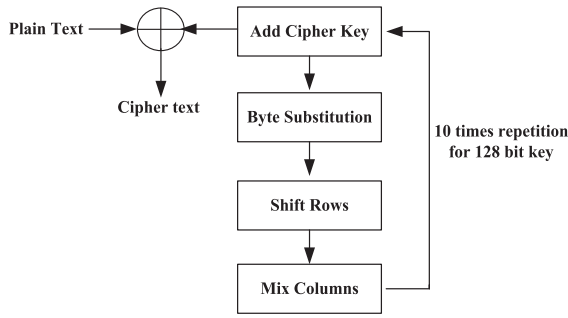 Plain Text
Add Cipher Key
Cipher text
Byte Substitution
10 times repetition
for 128 bit key
Shift Rows
Mix Columns